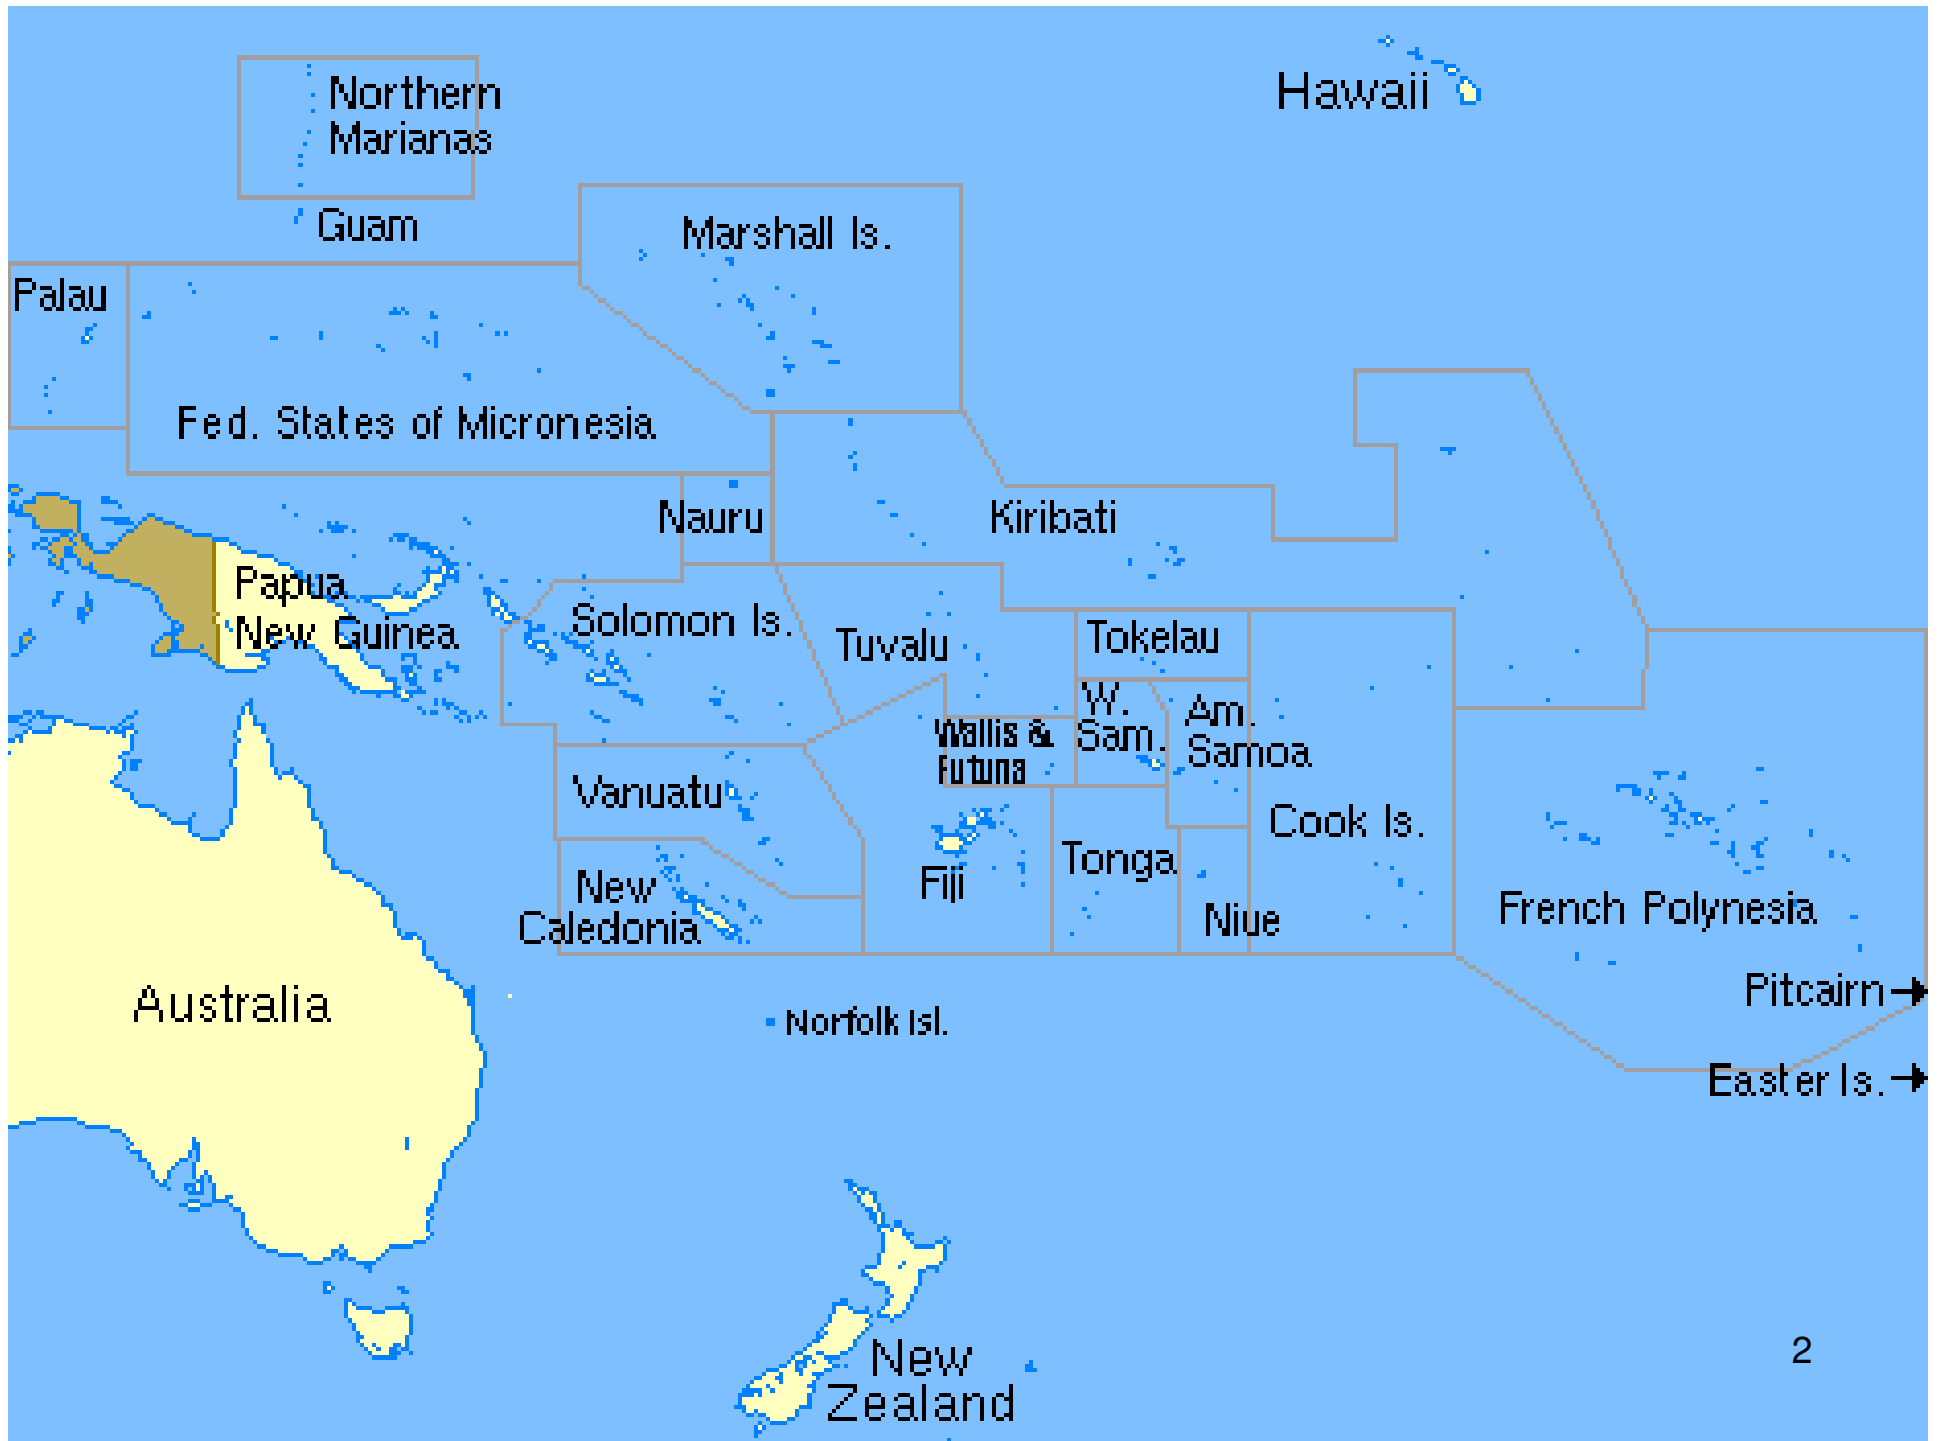 Hawaii
Northern
Marianas
Guam
Marshall Is.
Palau
Fed. States of Micronesia
Nauru
Kiribati
Papua
New Guinea
Solomon Is.
Tuvalu
Tokelau
W.
Sam.
Am.
Samoa
Wallis &
Futuna
Vanuatu
Cook Is.
Tonga
Fiji
New
Caledonia
Niue
French Polynesia
Pitcairn
Australia
Norfolk Isl.
Easter Is.
New
Zealand
2